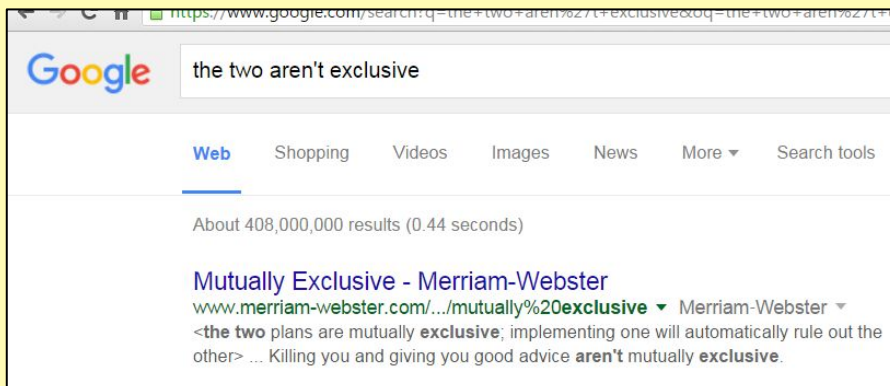 https://www.google.com/search?q=the+two+aren%27t+exclusive&oq=the+two+aren%27t+
Google
the two aren't exclusive
Web Shopping Videos Images News More Search tools
About 408,000,000 results (0.44 seconds)
Mutually Exclusive - Merriam-Webster
www.merriam-webster.com/.../mutually%20exclusive Merriam-Webster
<the two plans are mutually exclusive; implementing one will automatically rule out the
other> ... Killing you and giving you good advice aren't mutually exclusive.